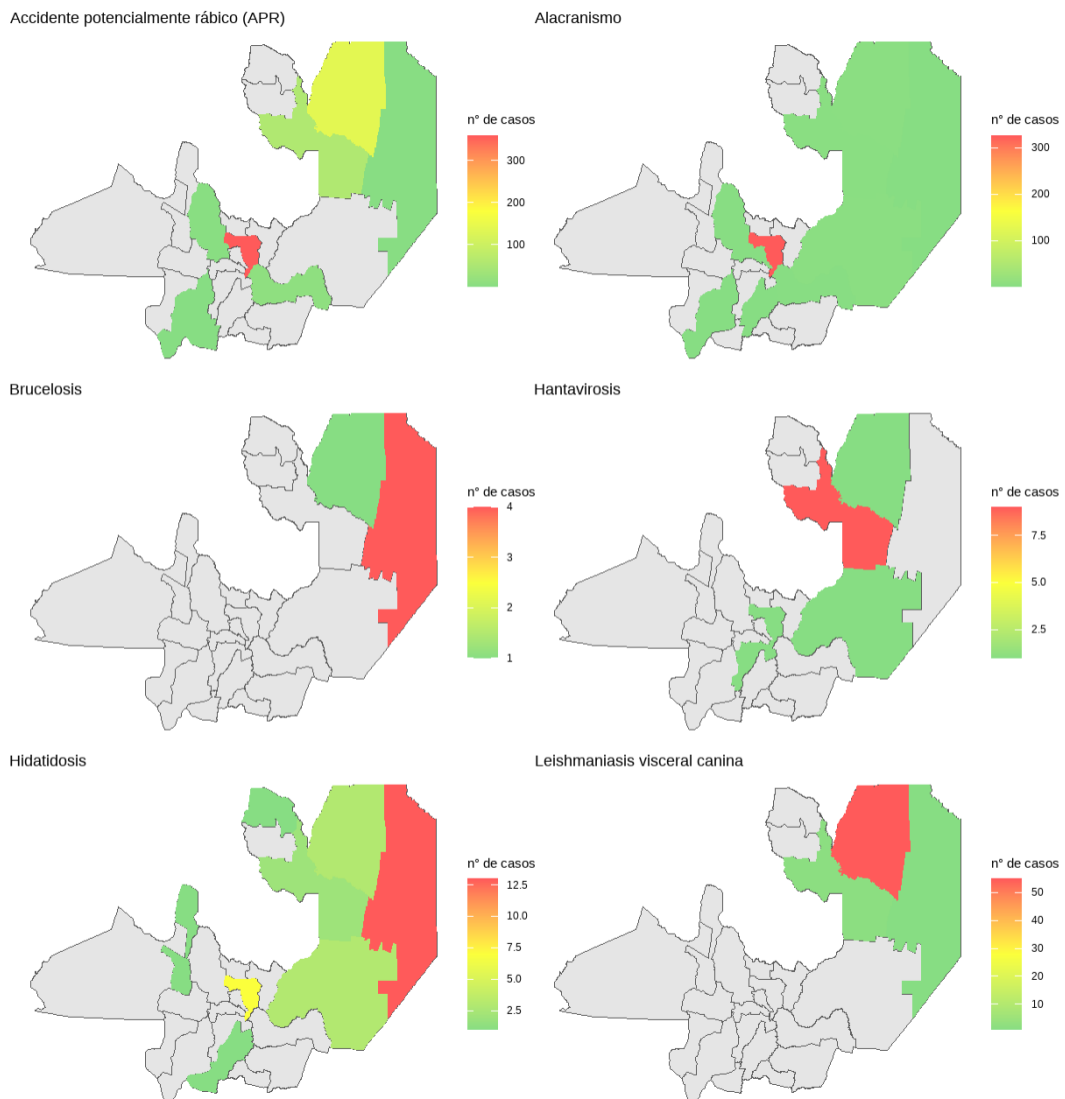 Accidente potencialmente rábico (APR)
n° de casos
300
200
100
Alacranismo
n° de casos
300
200
100
Brucelosis
n° de casos
4
3
2
1
Hantavirosis
n° de casos
7.5
5.0
2.5
Hidatidosis
n° de casos
12.5
10.0
7.5
5.0
2.5
Leishmaniasis visceral canina
n° de casos
50
40
30
20
10